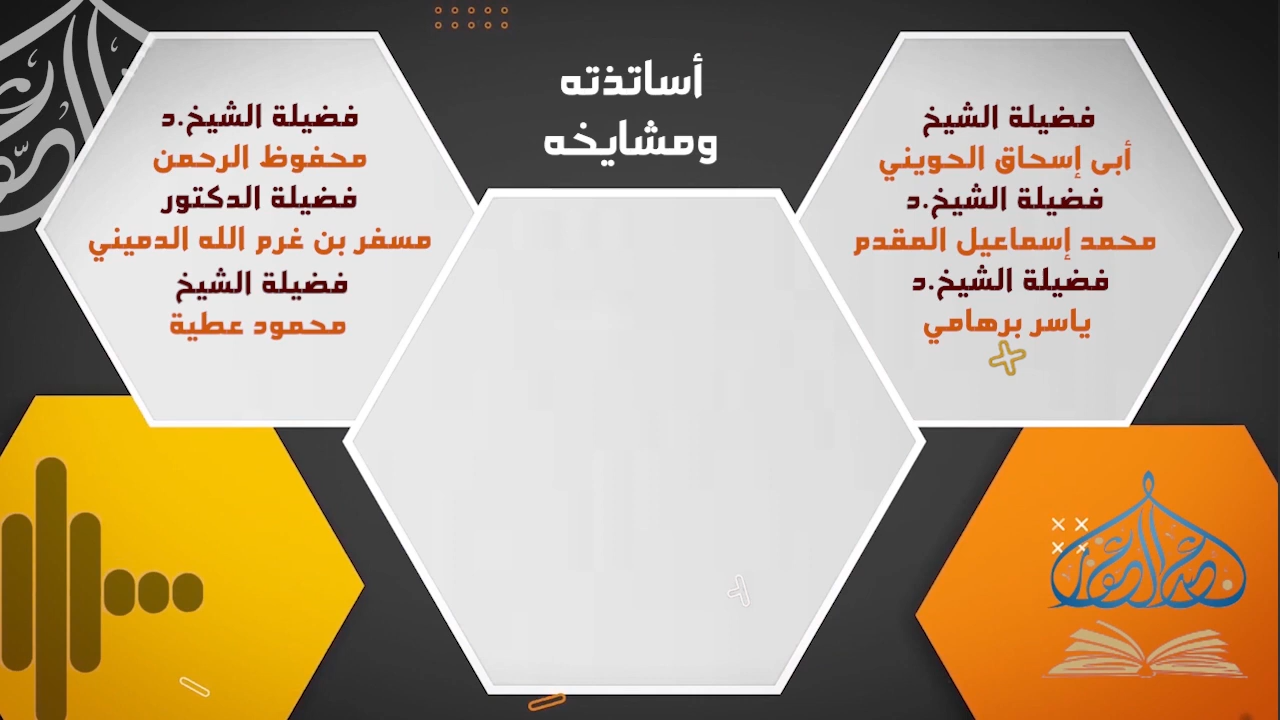 أساتذته
ومشايخه
فضيلة الشيخ
أبى إسحاق الحويني
فضيلة الشيخ.د
محمد إسماعيل المقدم
فضيلة الشيخ.د
ياسر برهامي
فضيلة الشيخ.د
محفوظ الرحمن
فضيلة الدكتور
مسفر بن غرم الله الدميني
فضيلة الشيخ
محمود عطية